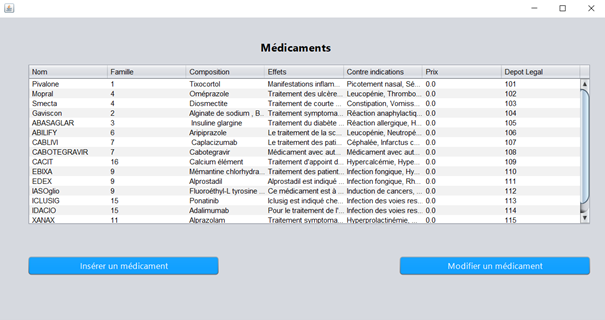 Médicaments
Nom Famille Composition Effets Contre indications Prix Depot Legal
Pivalone 1 Tixocortol Manifestations inflam... Picotement nasal, Sé... 0.0 101
Mopral 4 Oméprazole Traitement des ulcére... Leucopénie, Thrombo... 0.0 102
Smecta 4 Diosmectite Traitement de courte ... Constipation, Vomiss... 0.0 103
Gaviscon 2 Alginate de sodium , B... Traitement symptoma... Réaction anaphylactiq... 0.0 104
ABASAGLAR 3 Insuline glargine Traitement du diabète ... Réaction allergique, H... 0.0 105
ABILIFY 6 Aripiprazole Le traitement de la sc... Leucopénie, Neutropé... 0.0 106
CABLIVI 7 Caplacizumab Le traitement des pati... Céphalée, Infarctus c... 0.0 107
CABOTEGRAVIR 7 Cabotegravir Médicament avec aut... Médicament avec aut... 0.0 108
CACIT 16 Calcium élément Traitement d'appoint d... Hypercalcémie, Hype... 0.0 109
EBIXA 9 Mémantine chlorhydra... Traitement des patient... Infection fongique, Hy... 0.0 110
EDEX 9 Alprostadil Alprostadil est indiqué ... Infection fongique, Rh... 0.0 111
IASOglio 9 Fluoroéthyl-L tyrosine ... Ce médicament est à ... Induction de cancers, ... 0.0 112
ICLUSIG 15 Ponatinib Iclusig est indiqué che... Infection des voies res... 0.0 113
IDACIO 15 Adalimumab Pour le traitement de l'... Infection des voies res... 0.0 114
XANAX 11 Alprazolam Traitement symptoma... Hyperprolactinémie, ... 0.0 115
Insérer un médicament Modifier un médicament